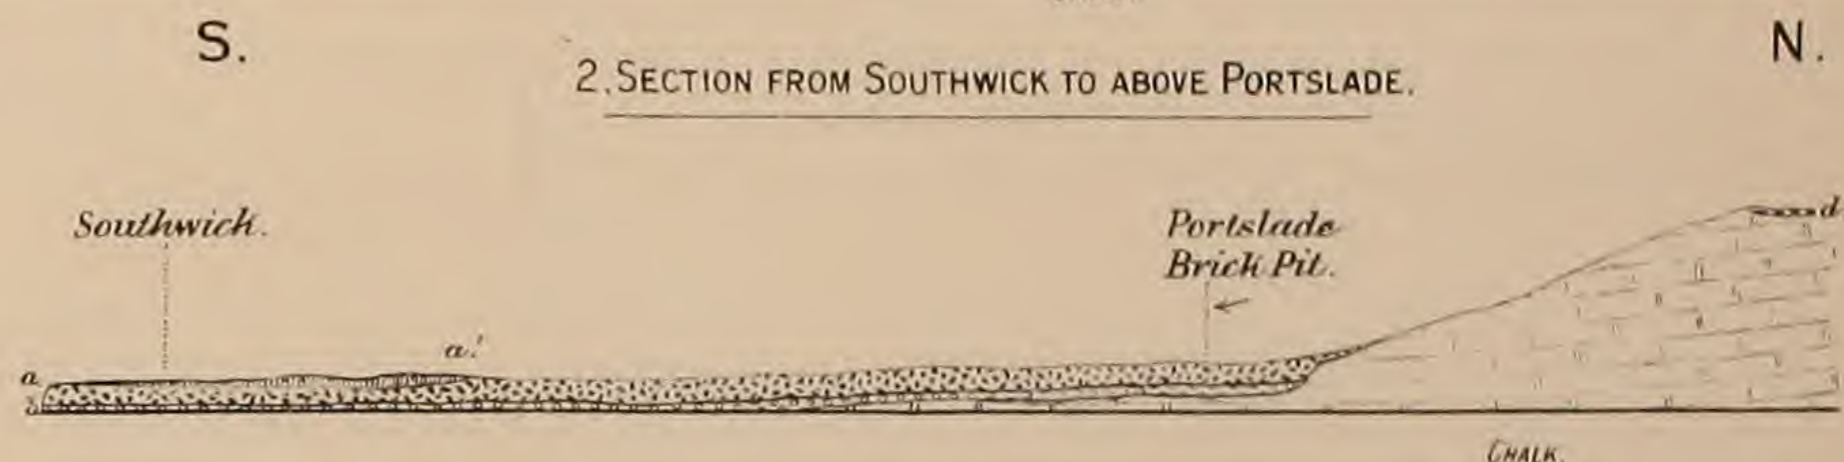 S.
N.
2. SECTION FROM SOUTHWICK TO ABOVE PORTSLADE.
Southwick.
Portslade
Brick Pit.
d
a'
a
b
CHALK.